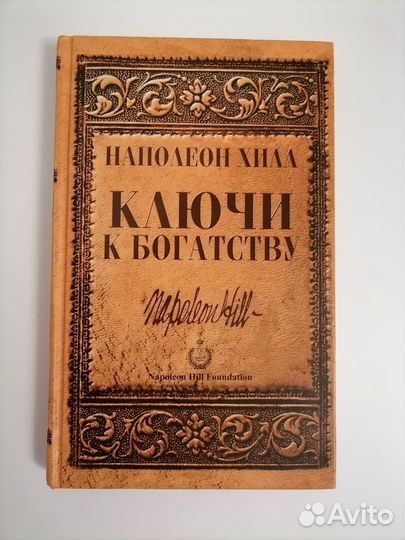 НАПОЛЕОН ХИЛЛ
КЛЮЧИ
К БОГАТСТВУ
Napoleon Hill
Napoleon Hill Foundation
Avito